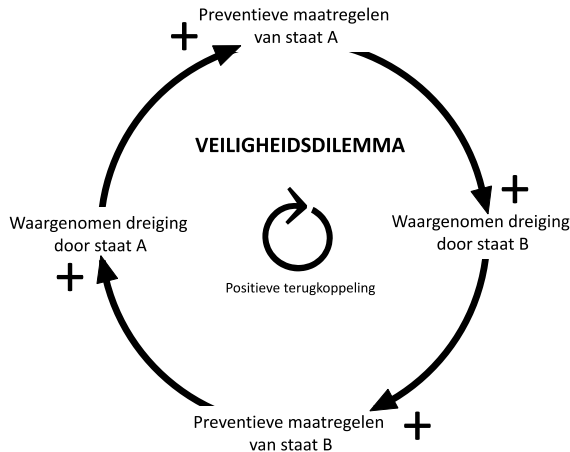 Preventieve maatregelen
van staat A
+
VEILIGHEIDSDILEMMA
+
Waargenomen dreiging
door staat A
+
Waargenomen dreiging
door staat B
Positieve terugkoppeling
Preventieve maatregelen
van staat B
+